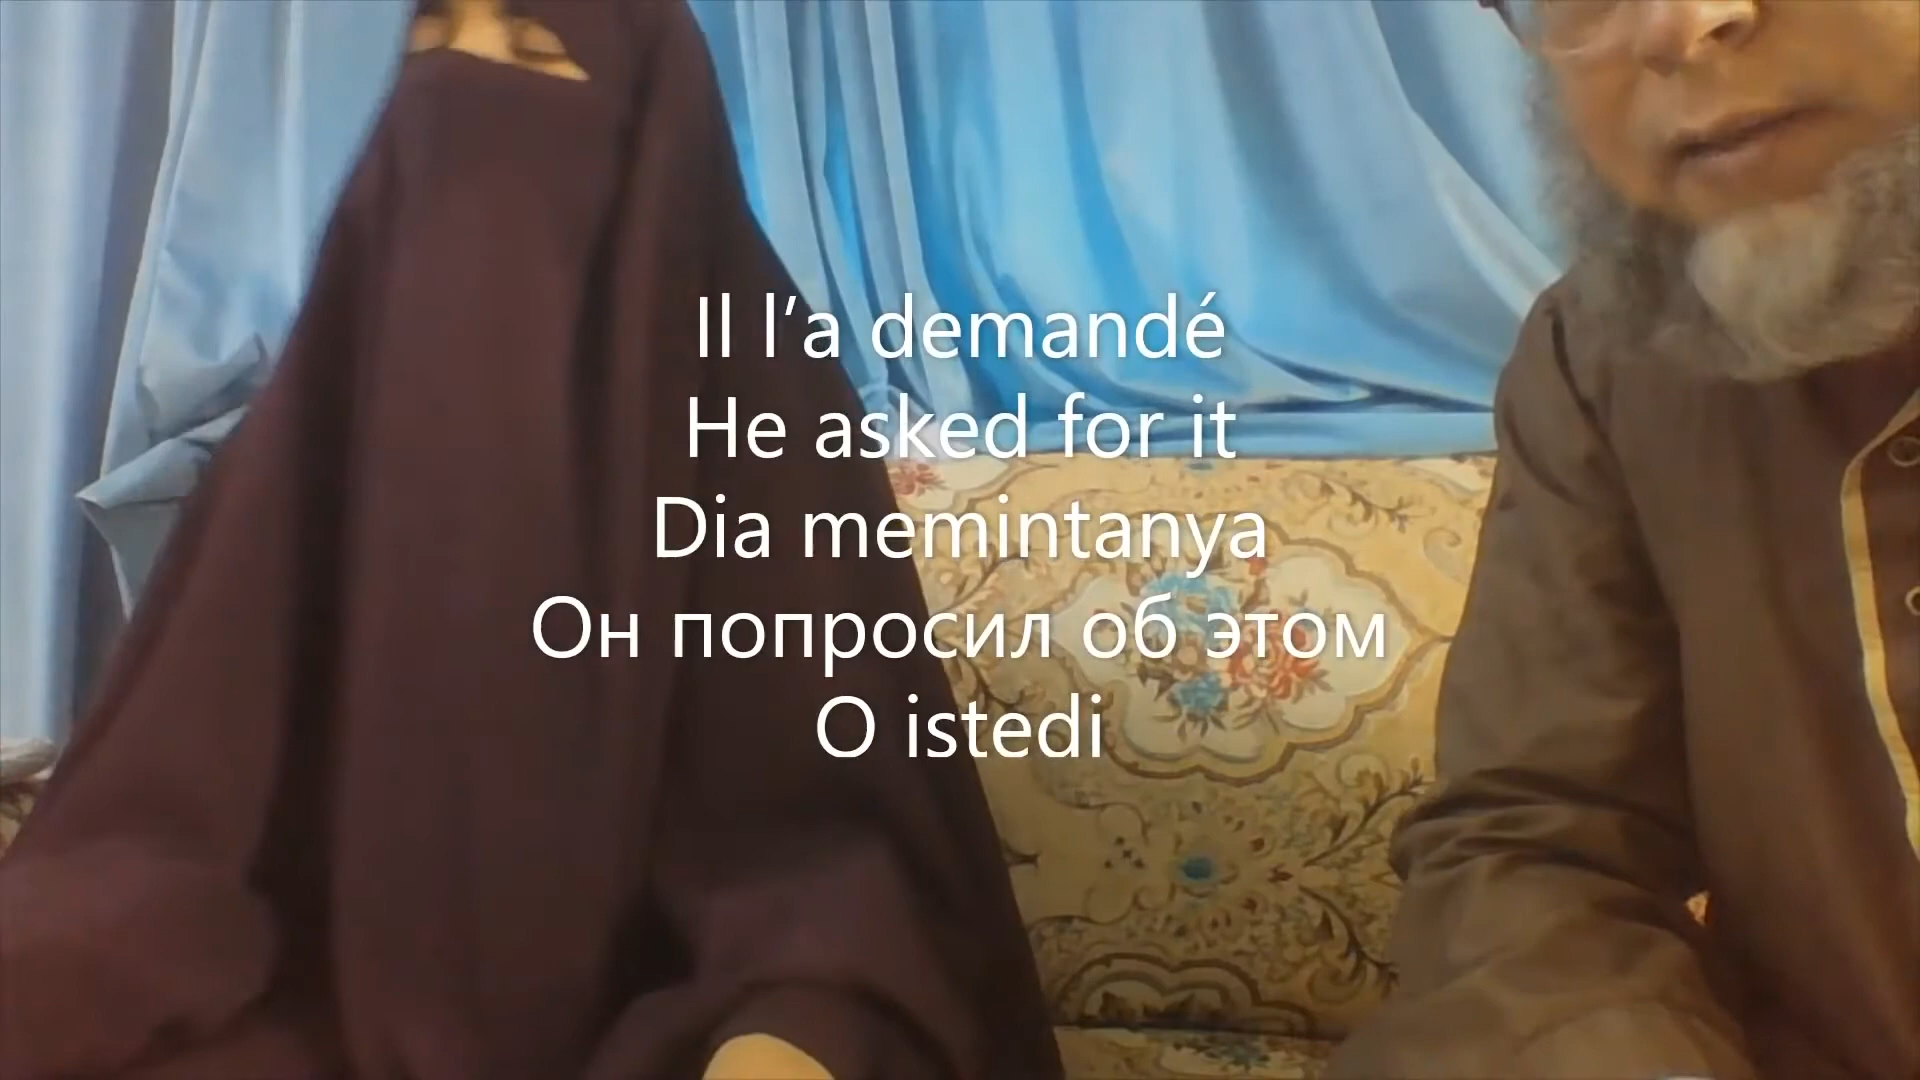 Il l’a demandé
He asked for it
Dia memintanya
Он попросил об этом
O istedi